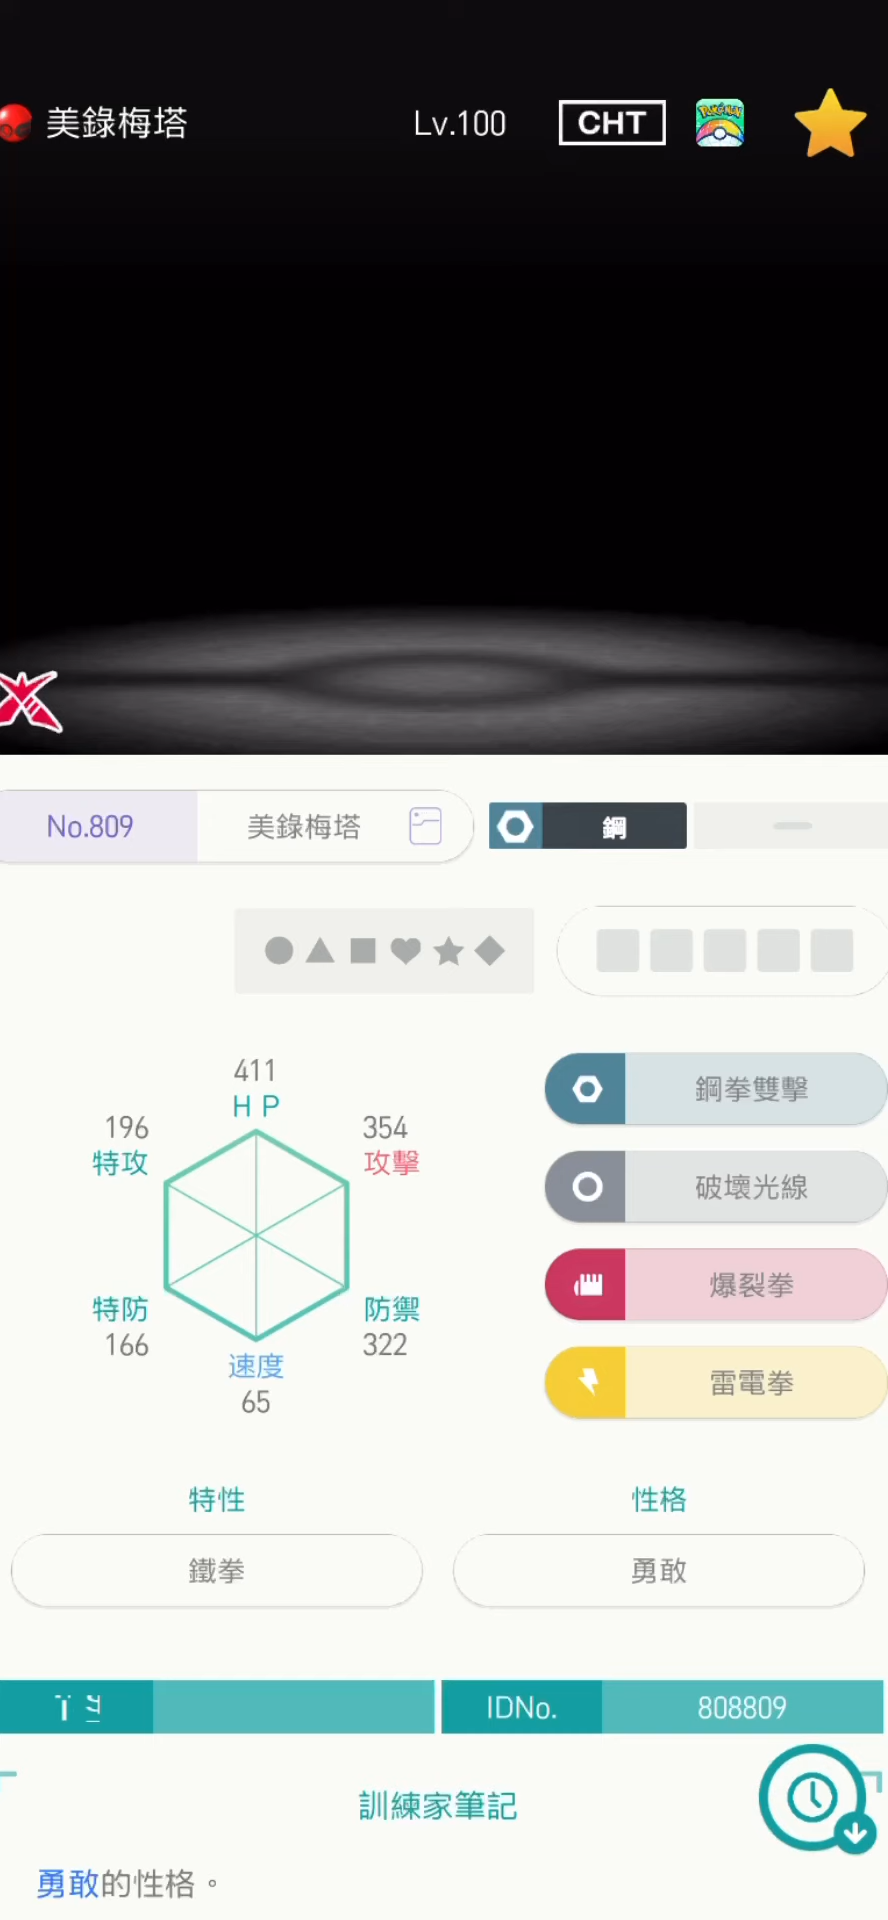 美錄梅塔 Lv.100 CHT
No.809 美錄梅塔 鋼
411
HP
196 354
特攻 攻擊
特防 防禦
166 322
速度
65
鋼拳雙擊
破壞光線
爆裂拳
雷電拳
特性 性格
鐵拳 勇敢
IDNo. 808809
訓練家筆記
勇敢的性格。